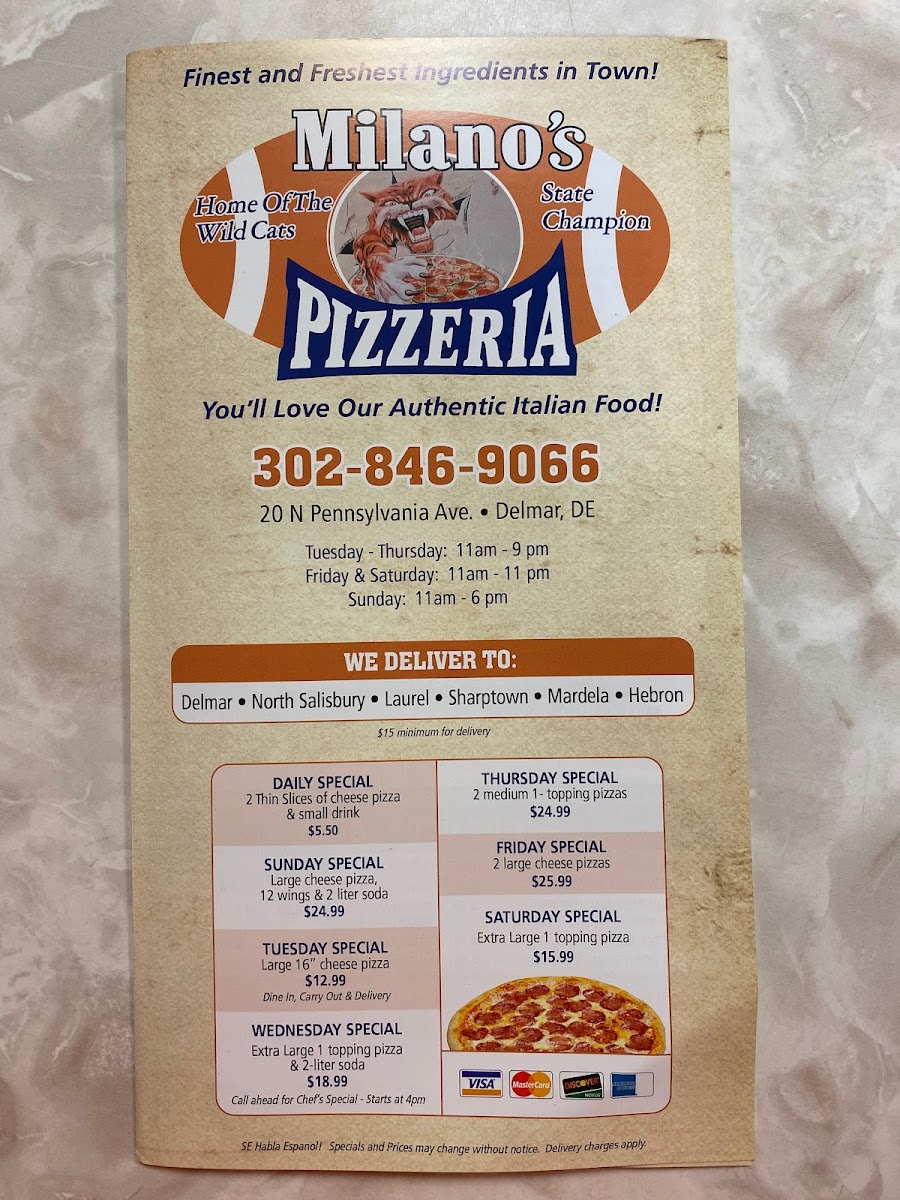 Finest and Freshest Ingredients in Town!
Milano's
Home Of The
Wild Cats
State
Champion
PIZZERIA
You'll Love Our Authentic Italian Food!
302-846-9066
20 N Pennsylvania Ave. • Delmar, DE
Tuesday - Thursday: 11am - 9 pm
Friday & Saturday: 11am - 11 pm
Sunday: 11am - 6 pm
WE DELIVER TO:
Delmar • North Salisbury • Laurel • Sharptown • Mardela • Hebron
$15 minimum for delivery
DAILY SPECIAL
2 Thin Slices of cheese pizza
& small drink
$5.50
SUNDAY SPECIAL
Large cheese pizza,
12 wings & 2 liter soda
$24.99
TUESDAY SPECIAL
Large 16" cheese pizza
$12.99
Dine In, Carry Out & Delivery
WEDNESDAY SPECIAL
Extra Large 1 topping pizza
& 2-liter soda
$18.99
Call ahead for Chef's Special - Starts at 4pm
THURSDAY SPECIAL
2 medium 1- topping pizzas
$24.99
FRIDAY SPECIAL
2 large cheese pizzas
$25.99
SATURDAY SPECIAL
Extra Large 1 topping pizza
$15.99
VISA
MasterCard
DISCOVER
NOVUS
AMERICAN EXPRESS
SE Habla Espanol! Specials and Prices may change without notice. Delivery charges apply.